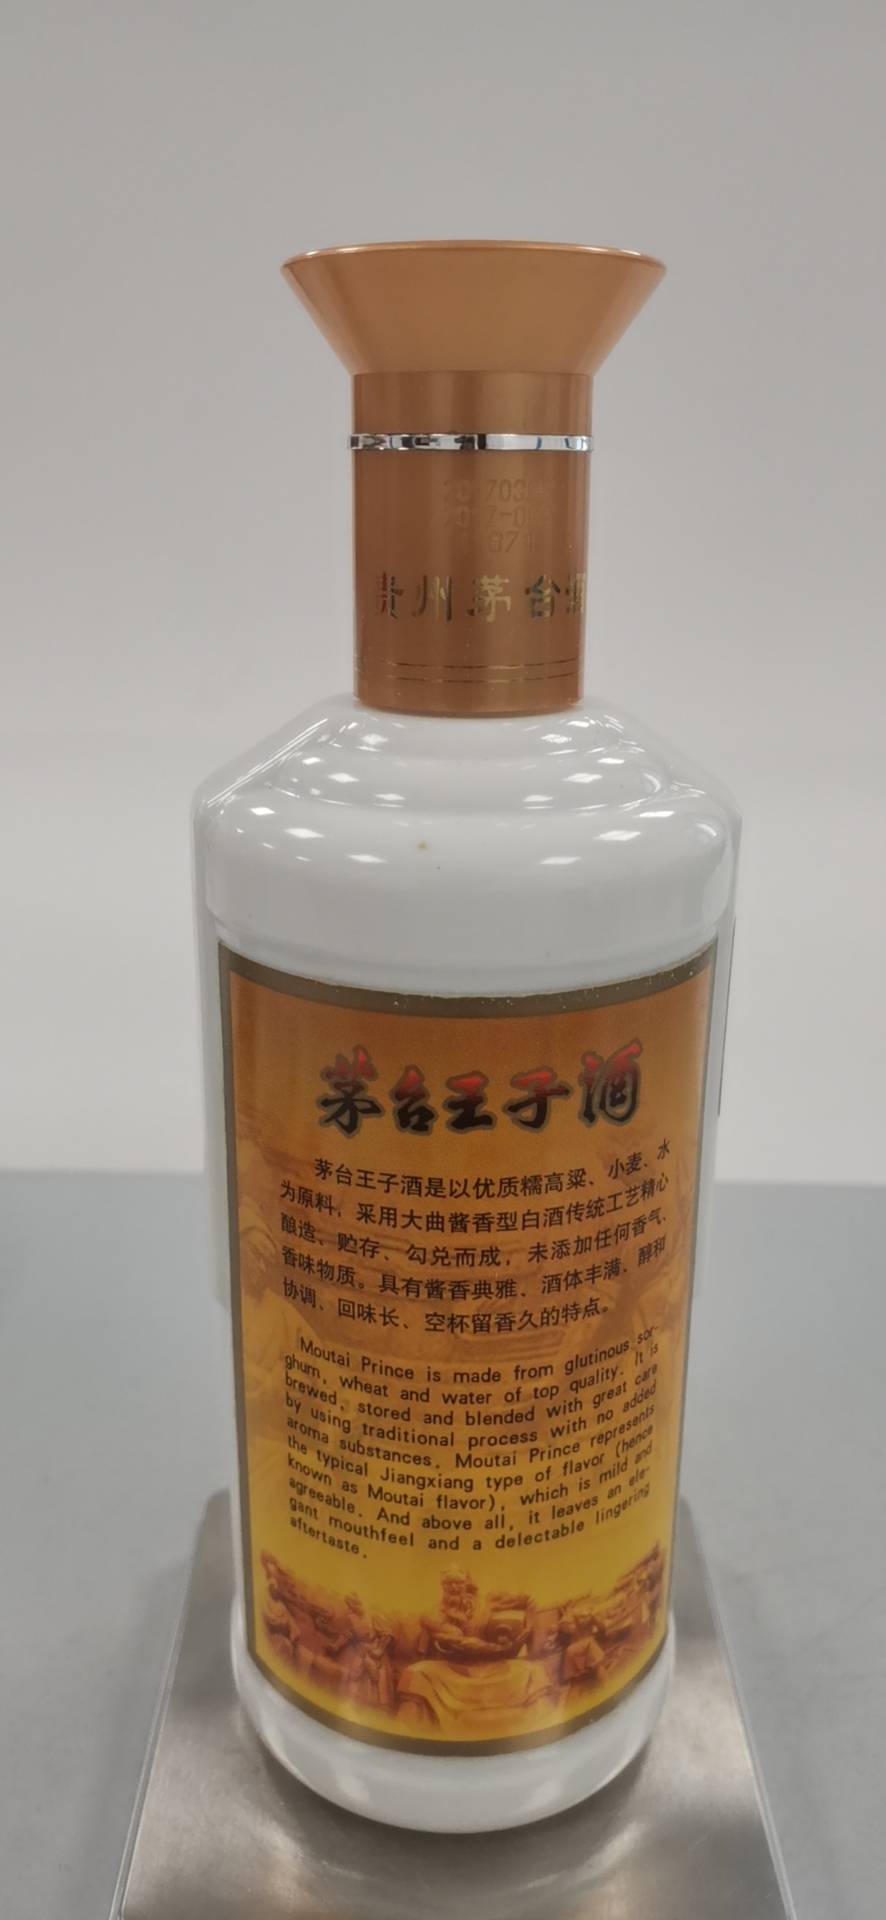 贵州茅台酒
茅台王子酒
茅台王子酒是以优质糯高粱、小麦、水
为原料，采用大曲酱香型白酒传统工艺精心
酿造、贮存、勾兑而成，未添加任何香气、
香味物质。具有酱香典雅、酒体丰满、醇和
协调、回味长、空杯留香久的特点。
Moutai Prince is made from glutinous sor-
ghum, wheat and water of top quality. It is
brewed, stored and blended with great care
by using traditional process with no added
aroma substances. Moutai Prince represents
the typical Jiangxiang type of flavor (hence
known as Moutai flavor), which is mild and
agreeable. And above all, it leaves an ele-
gant mouthfeel and a delectable lingering
aftertaste.